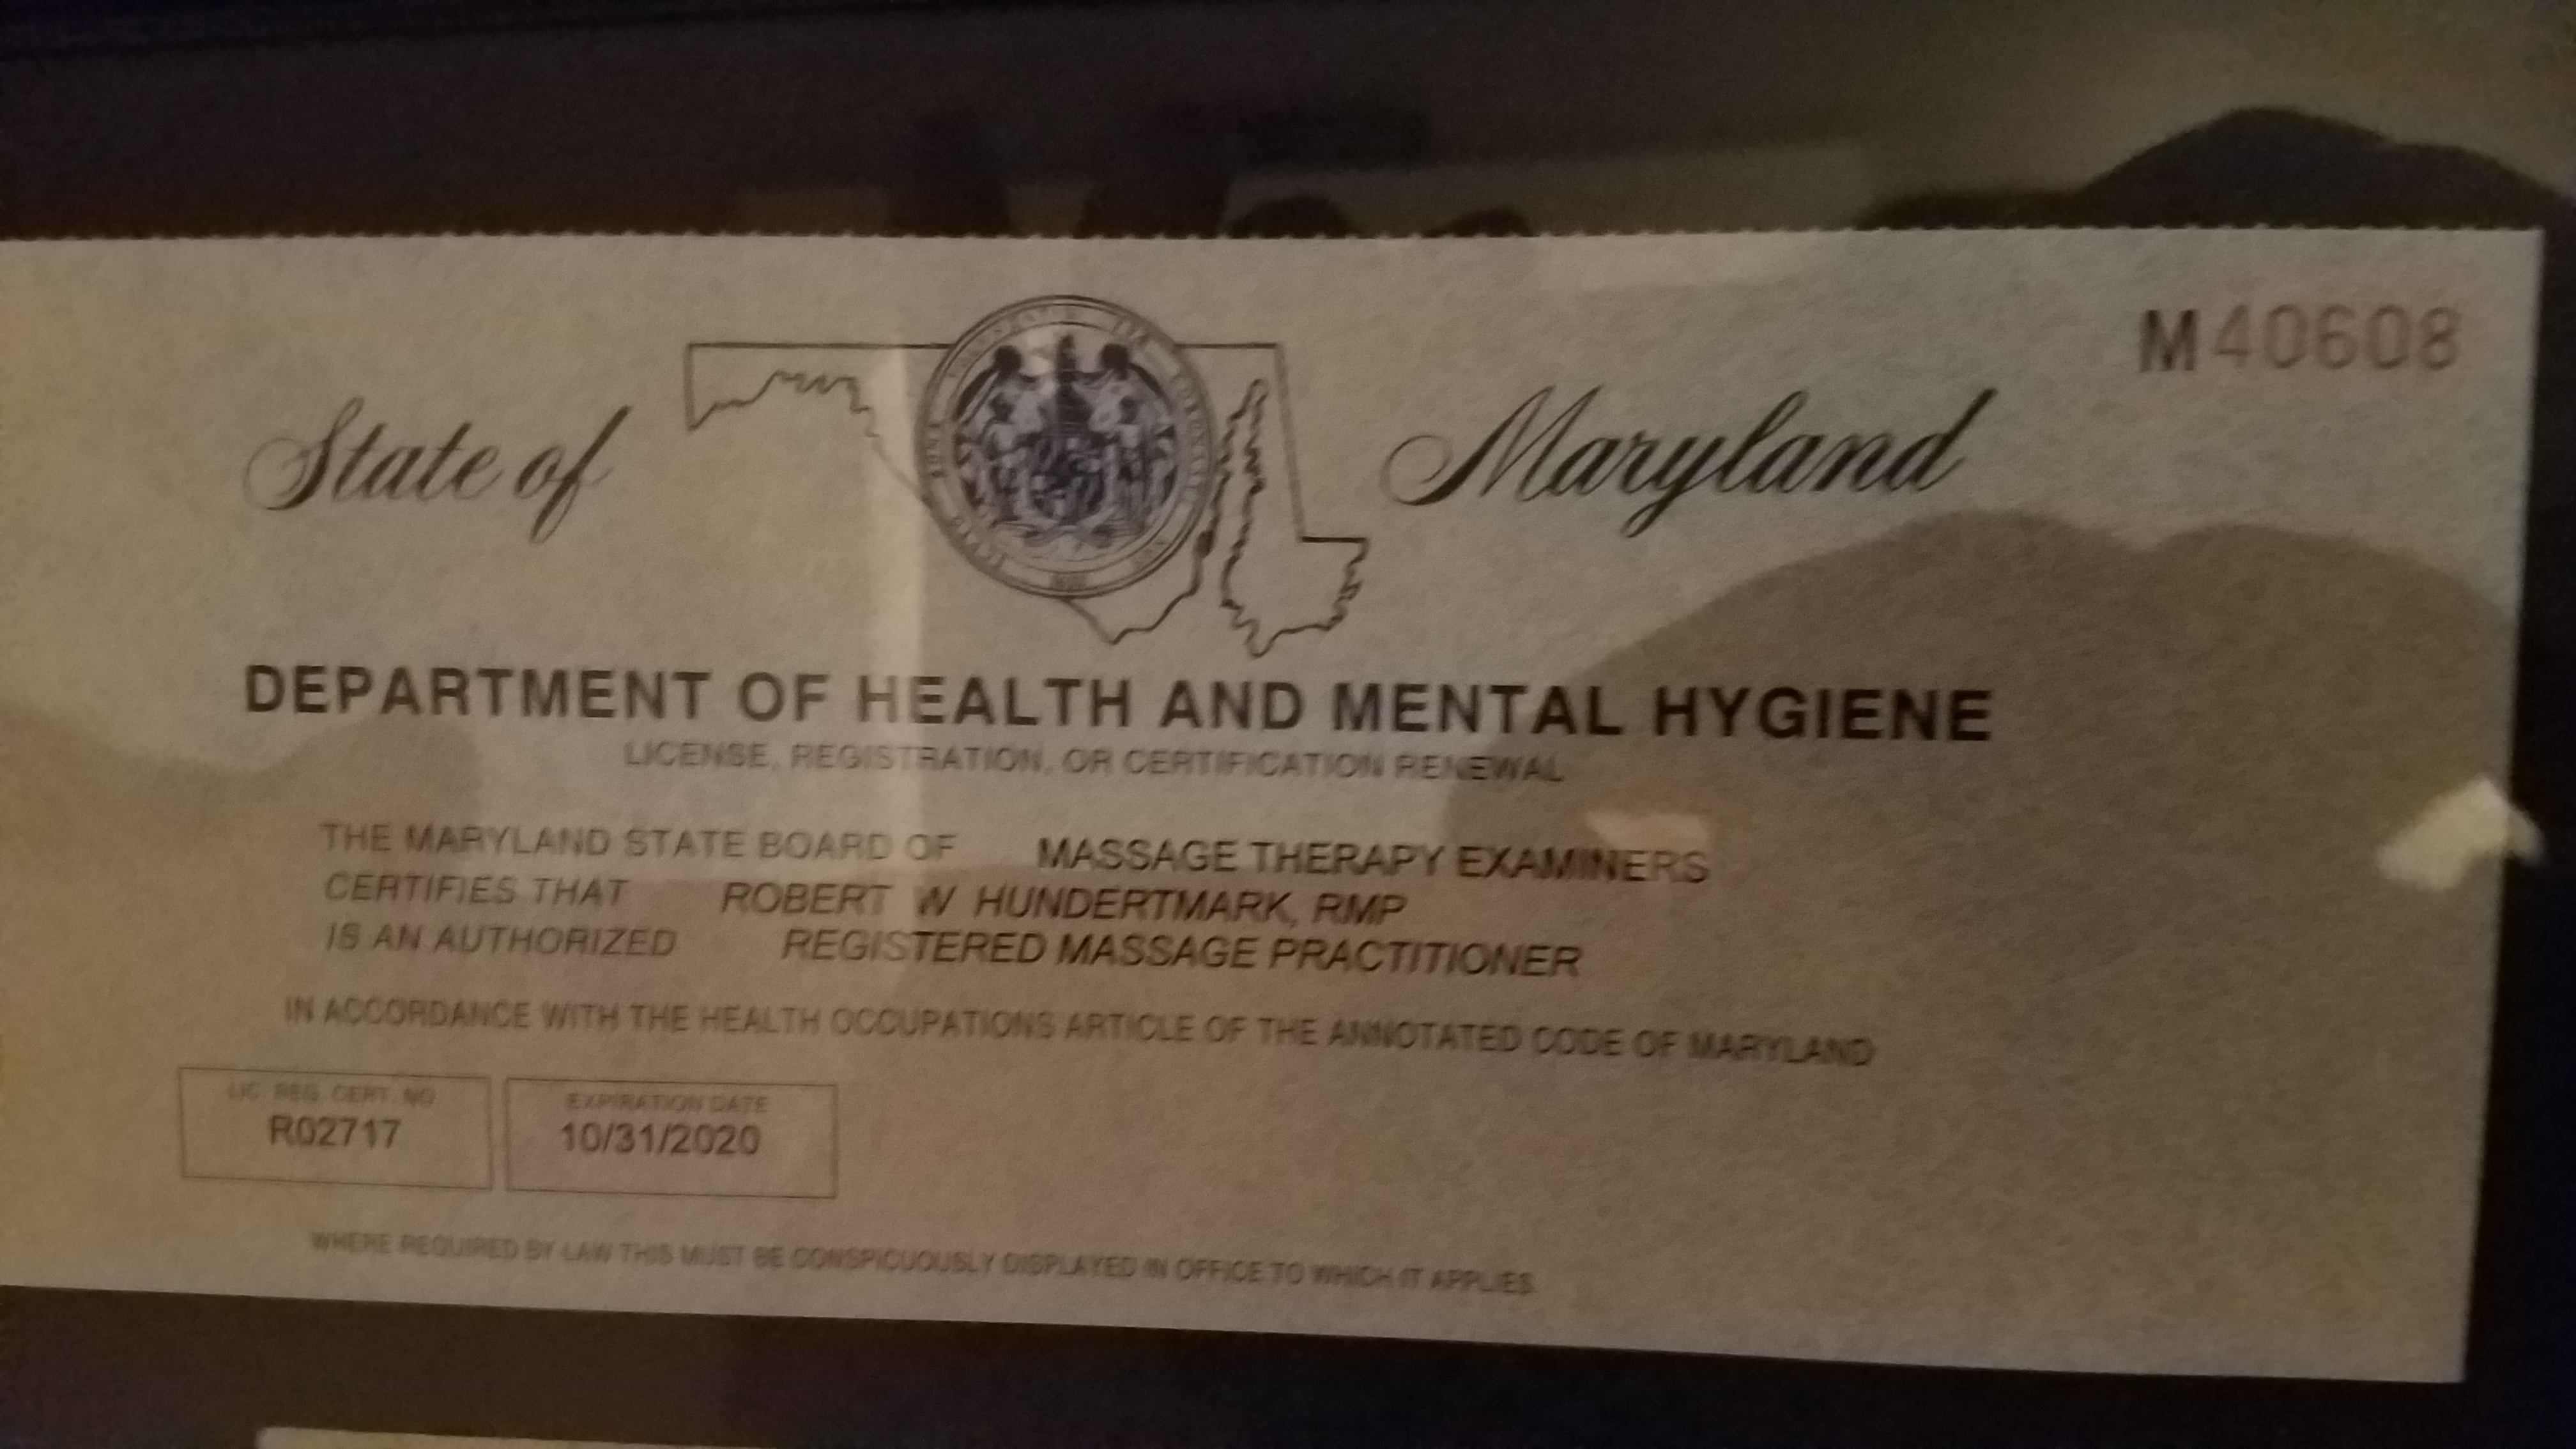 M40608
State of Maryland
DEPARTMENT OF HEALTH AND MENTAL HYGIENE
LICENSE, REGISTRATION, OR CERTIFICATION RENEWAL
THE MARYLAND STATE BOARD OF MASSAGE THERAPY EXAMINERS
CERTIFIES THAT ROBERT W HUNDERTMARK, RMP
IS AN AUTHORIZED REGISTERED MASSAGE PRACTITIONER
IN ACCORDANCE WITH THE HEALTH OCCUPATIONS ARTICLE OF THE ANNOTATED CODE OF MARYLAND
LIC. REG. CERT. NO
R02717
EXPIRATION DATE
10/31/2020
WHERE REQUIRED BY LAW THIS MUST BE CONSPICUOUSLY DISPLAYED IN OFFICE TO WHICH IT APPLIES